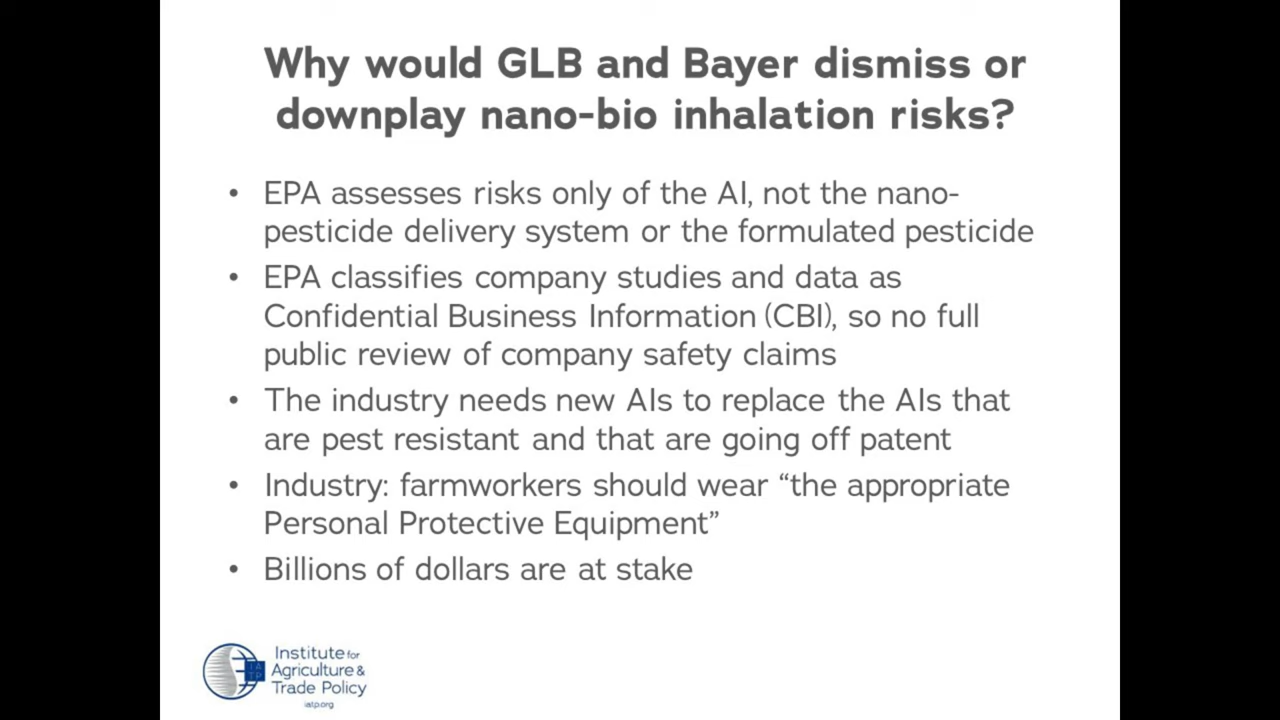 Why would GLB and Bayer dismiss or
downplay nano-bio inhalation risks?
• EPA assesses risks only of the AI, not the nano-
pesticide delivery system or the formulated pesticide
• EPA classifies company studies and data as
Confidential Business Information (CBI), so no full
public review of company safety claims
• The industry needs new AIs to replace the AIs that
are pest resistant and that are going off patent
• Industry: farmworkers should wear “the appropriate
Personal Protective Equipment”
• Billions of dollars are at stake
IA
TP
Institute for
Agriculture &
Trade Policy
iatp.org